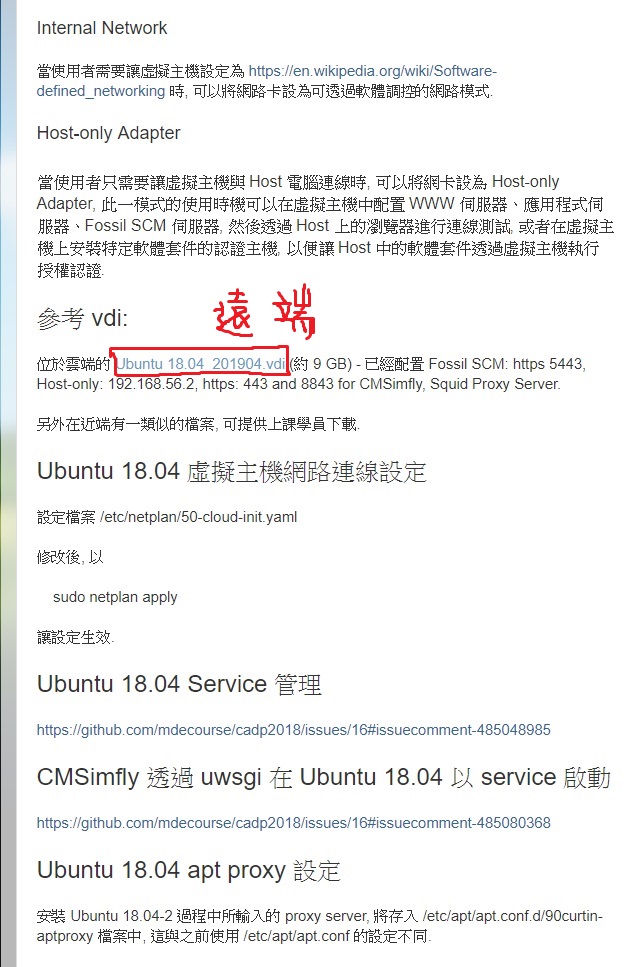 Internal Network
當使用者需要讓虛擬主機設定為 https://en.wikipedia.org/wiki/Software-
defined_networking 時, 可以將網路卡設為可透過軟體調控的網路模式.
Host-only Adapter
當使用者只需要讓虛擬主機與 Host 電腦連線時, 可以將網卡設為 Host-only
Adapter, 此一模式的使用時機可以在虛擬主機中配置 WWW 伺服器、應用程式伺
服器、Fossil SCM 伺服器, 然後透過 Host 上的瀏覽器進行連線測試, 或者在虛擬主
機上安裝特定軟體套件的認證主機, 以便讓 Host 中的軟體套件透過虛擬主機執行
授權認證.
遠端
參考 vdi:
位於雲端的 Ubuntu 18.04_201904.vdi (約 9 GB) - 已經配置 Fossil SCM: https 5443,
Host-only: 192.168.56.2, https: 443 and 8843 for CMSimfly, Squid Proxy Server.
另外在近端有一類似的檔案, 可提供上課學員下載.
Ubuntu 18.04 虛擬主機網路連線設定
設定檔案 /etc/netplan/50-cloud-init.yaml
修改後, 以
sudo netplan apply
讓設定生效.
Ubuntu 18.04 Service 管理
https://github.com/mdecourse/cadp2018/issues/16#issuecomment-485048985
CMSimfly 透過 uwsgi 在 Ubuntu 18.04 以 service 啟動
https://github.com/mdecourse/cadp2018/issues/16#issuecomment-485080368
Ubuntu 18.04 apt proxy 設定
安裝 Ubuntu 18.04-2 過程中所輸入的 proxy server, 將存入 /etc/apt/apt.conf.d/90curtin-
aptproxy 檔案中, 這與之前使用 /etc/apt/apt.conf 的設定不同.